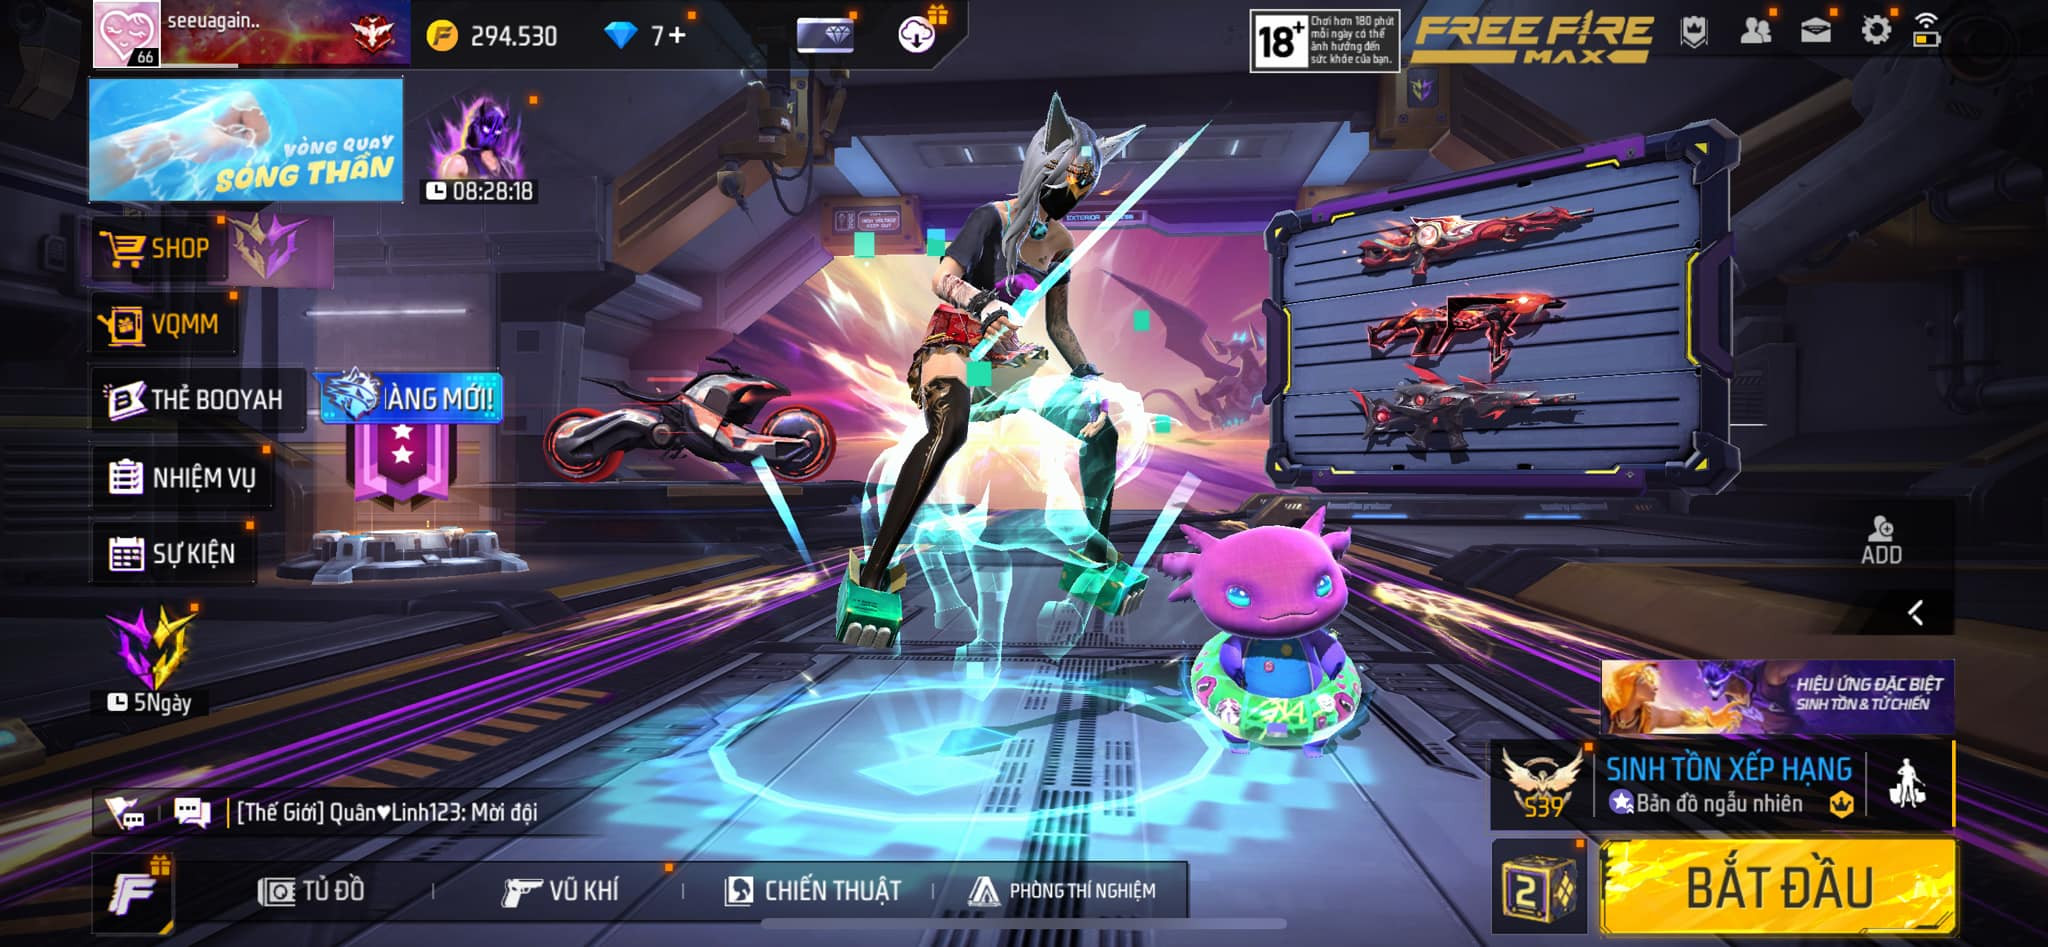 seeuagain..
66
294.530
7+
18+
Chơi hơn 180 phút
mỗi ngày có thể
ảnh hưởng đến
sức khỏe của bạn.
FREE FIRE
MAX
VÒNG QUAY
SÓNG THẦN
08:28:18
SHOP
VQMM
THẺ BOOYAH
ÀNG MỚI!
NHIỆM VỤ
SỰ KIỆN
5Ngày
ADD
HIỆU ỨNG ĐẶC BIỆT
SINH TỒN & TỬ CHIẾN
SINH TỒN XẾP HẠNG
S39
Bản đồ ngẫu nhiên
[Thế Giới] Quân♥Linh123: Mời đội
TỦ ĐỒ
VŨ KHÍ
CHIẾN THUẬT
PHÒNG THÍ NGHIỆM
2
BẮT ĐẦU